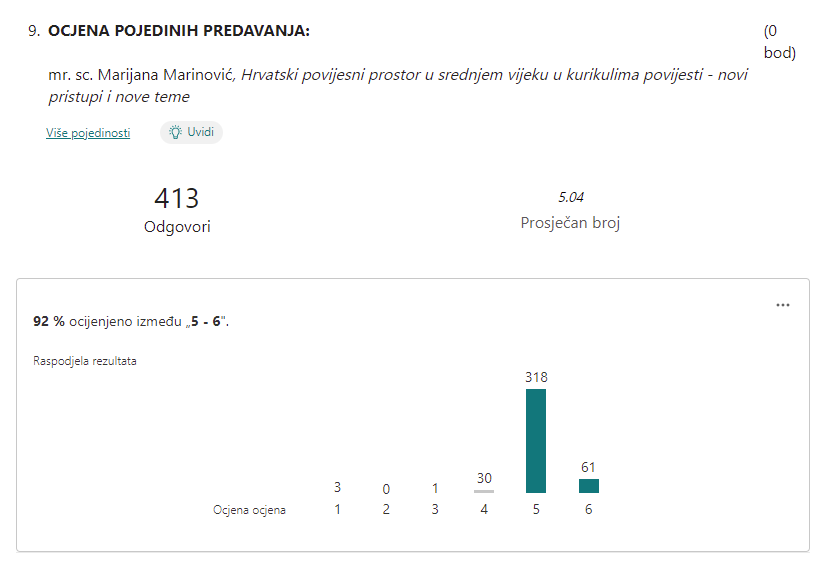 9. OCJENA POJEDINIH PREDAVANJA:
(0
bod)
mr. sc. Marijana Marinović, Hrvatski povijesni prostor u srednjem vijeku u kurikulima povijesti - novi
pristupi i nove teme
Više pojedinosti
Uvidi
413
Odgovori
5.04
Prosječan broj
...
92 % ocijenjeno između „5 - 6".
Raspodjela rezultata
3 0 1 30 318 61
Ocjena ocjena 1 2 3 4 5 6